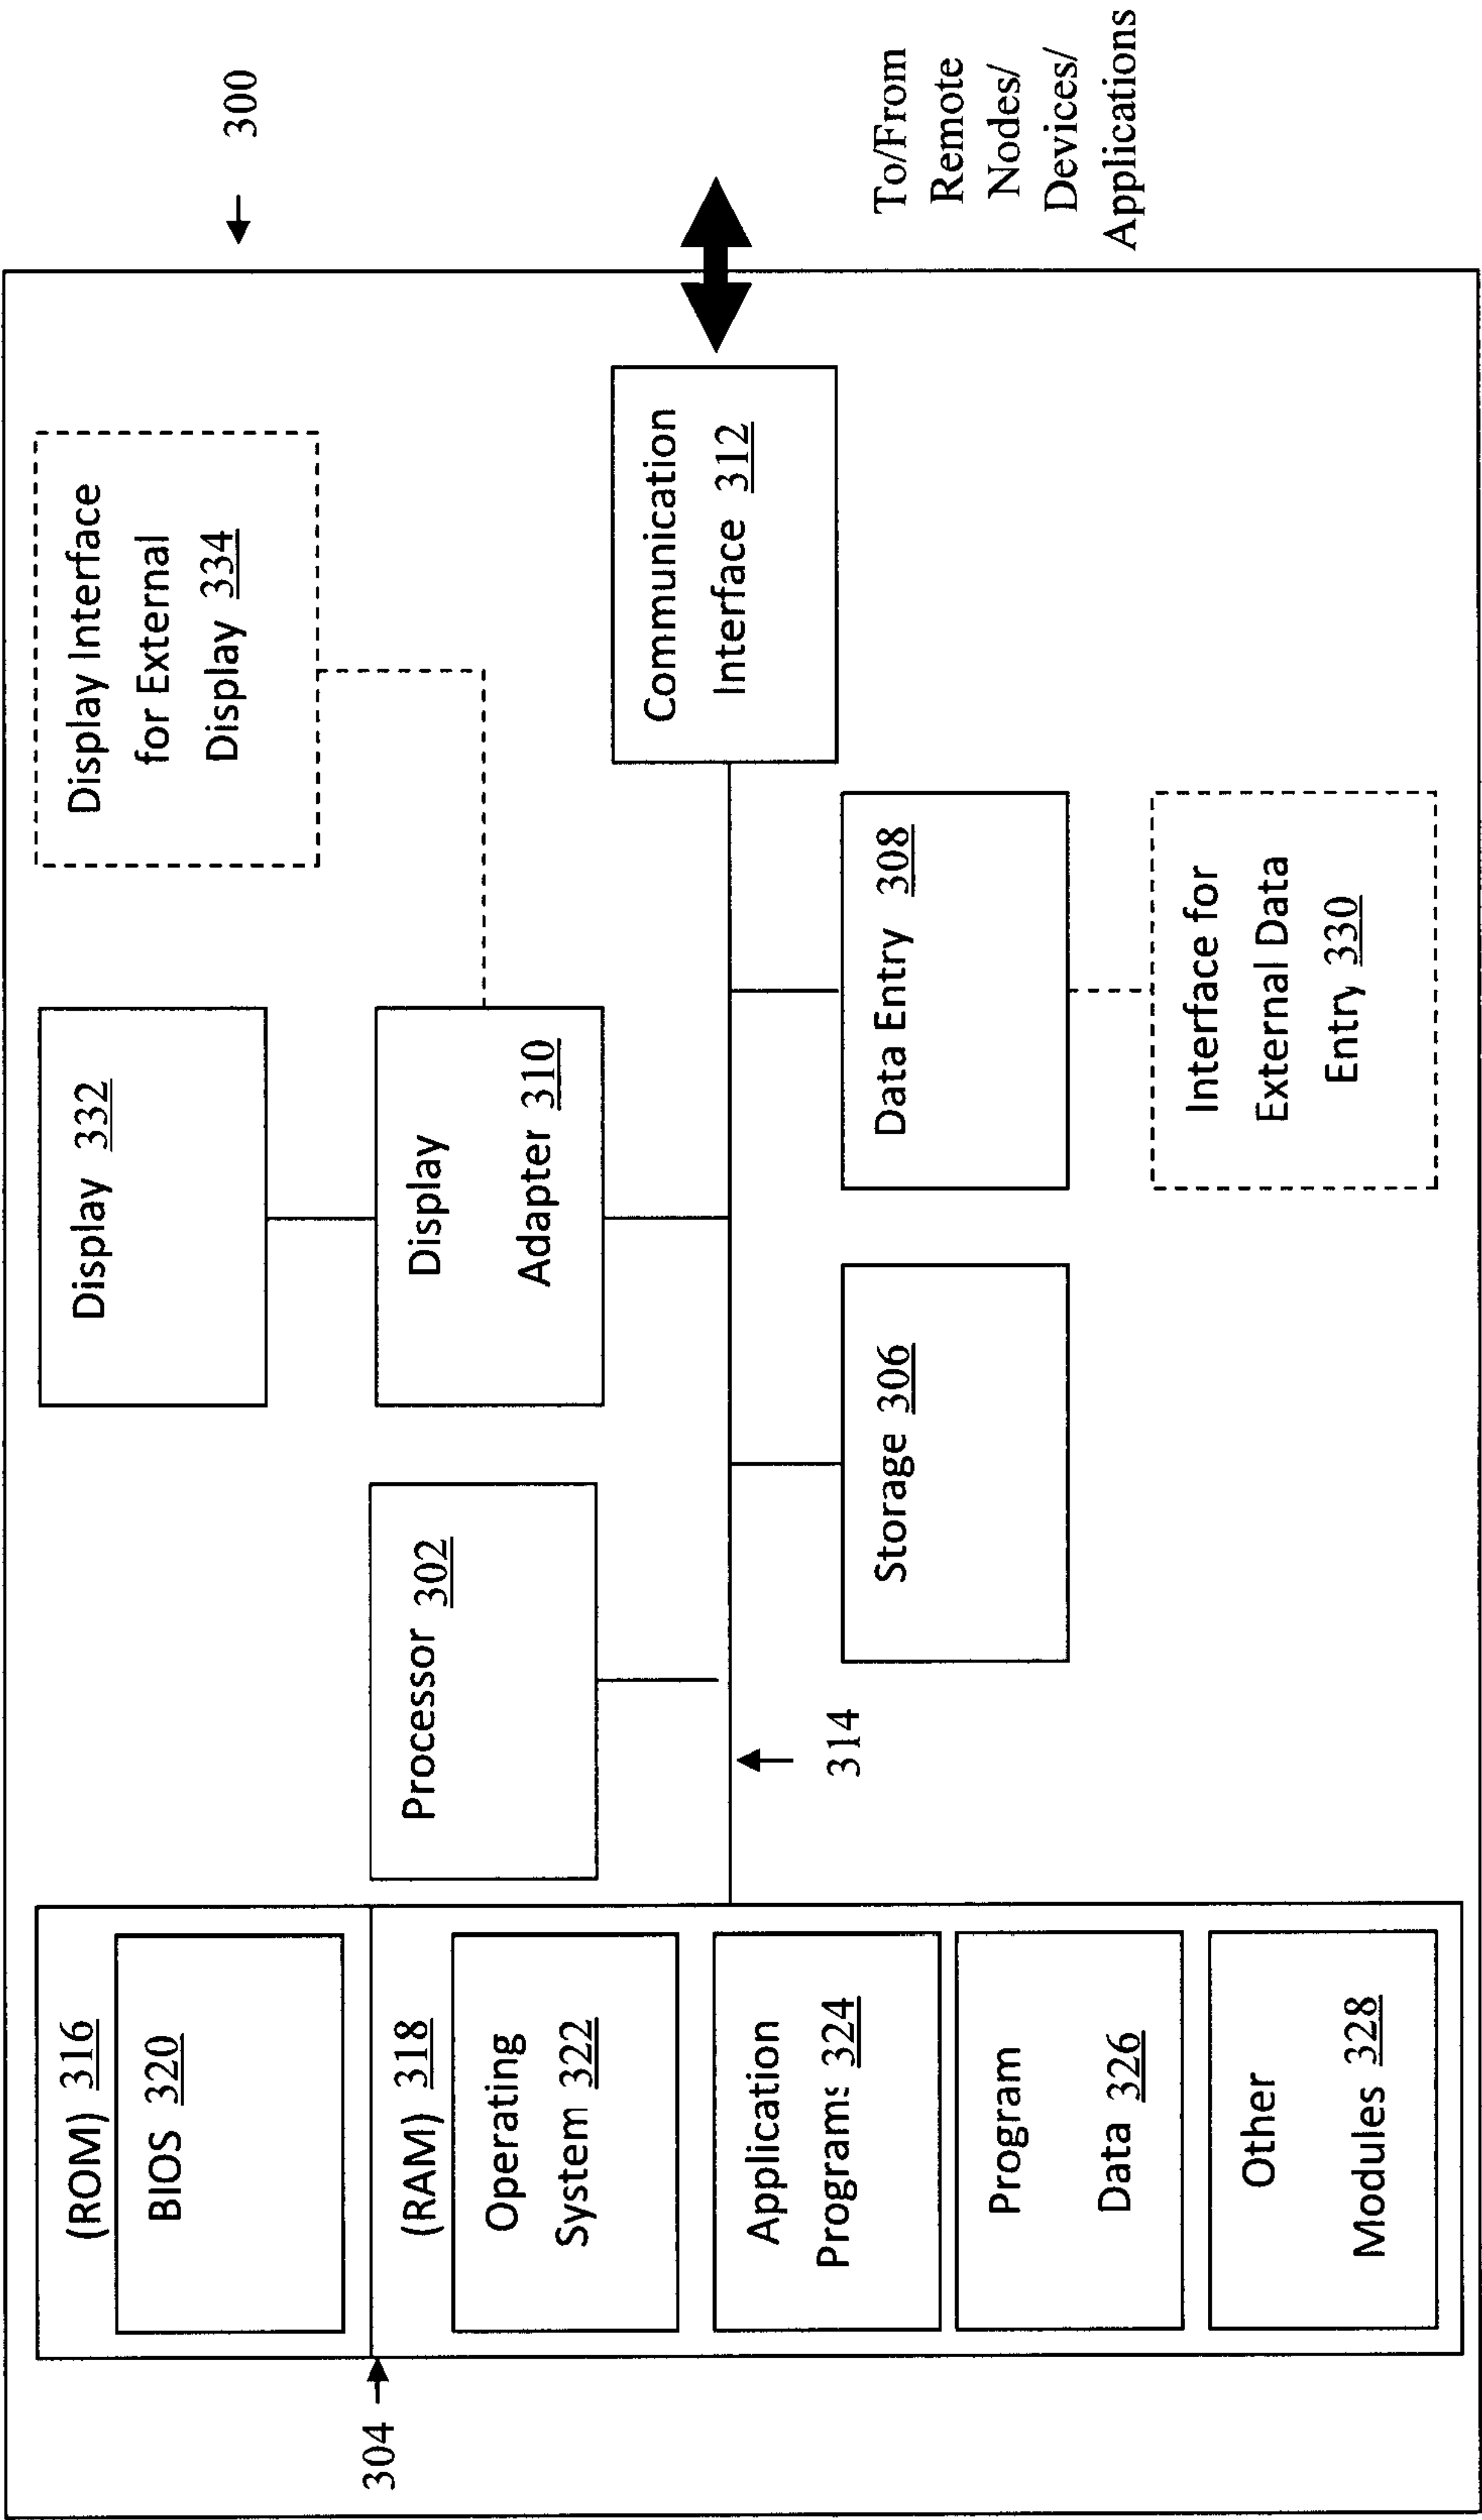 300
(ROM) 316
BIOS 320
304
(RAM) 318
Operating
System 322
Application
Programs 324
Program
Data 326
Other
Modules 328
Processor 302
314
Display 332
Display
Adapter 310
Storage 306
Display Interface
for External
Display 334
Data Entry 308
Interface for
External Data
Entry 330
Communication
Interface 312
To/From
Remote
Nodes/
Devices/
Applications